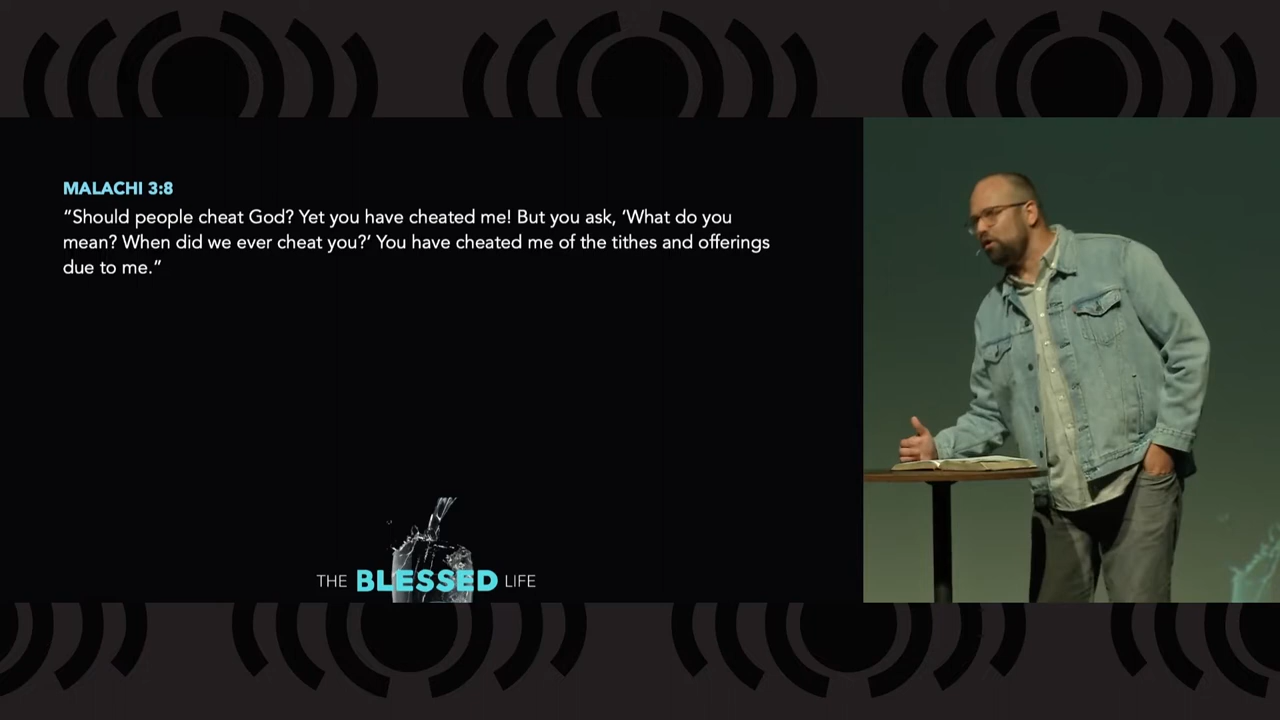 MALACHI 3:8
“Should people cheat God? Yet you have cheated me! But you ask, ‘What do you
mean? When did we ever cheat you?’ You have cheated me of the tithes and offerings
due to me.”
THE BLESSED LIFE